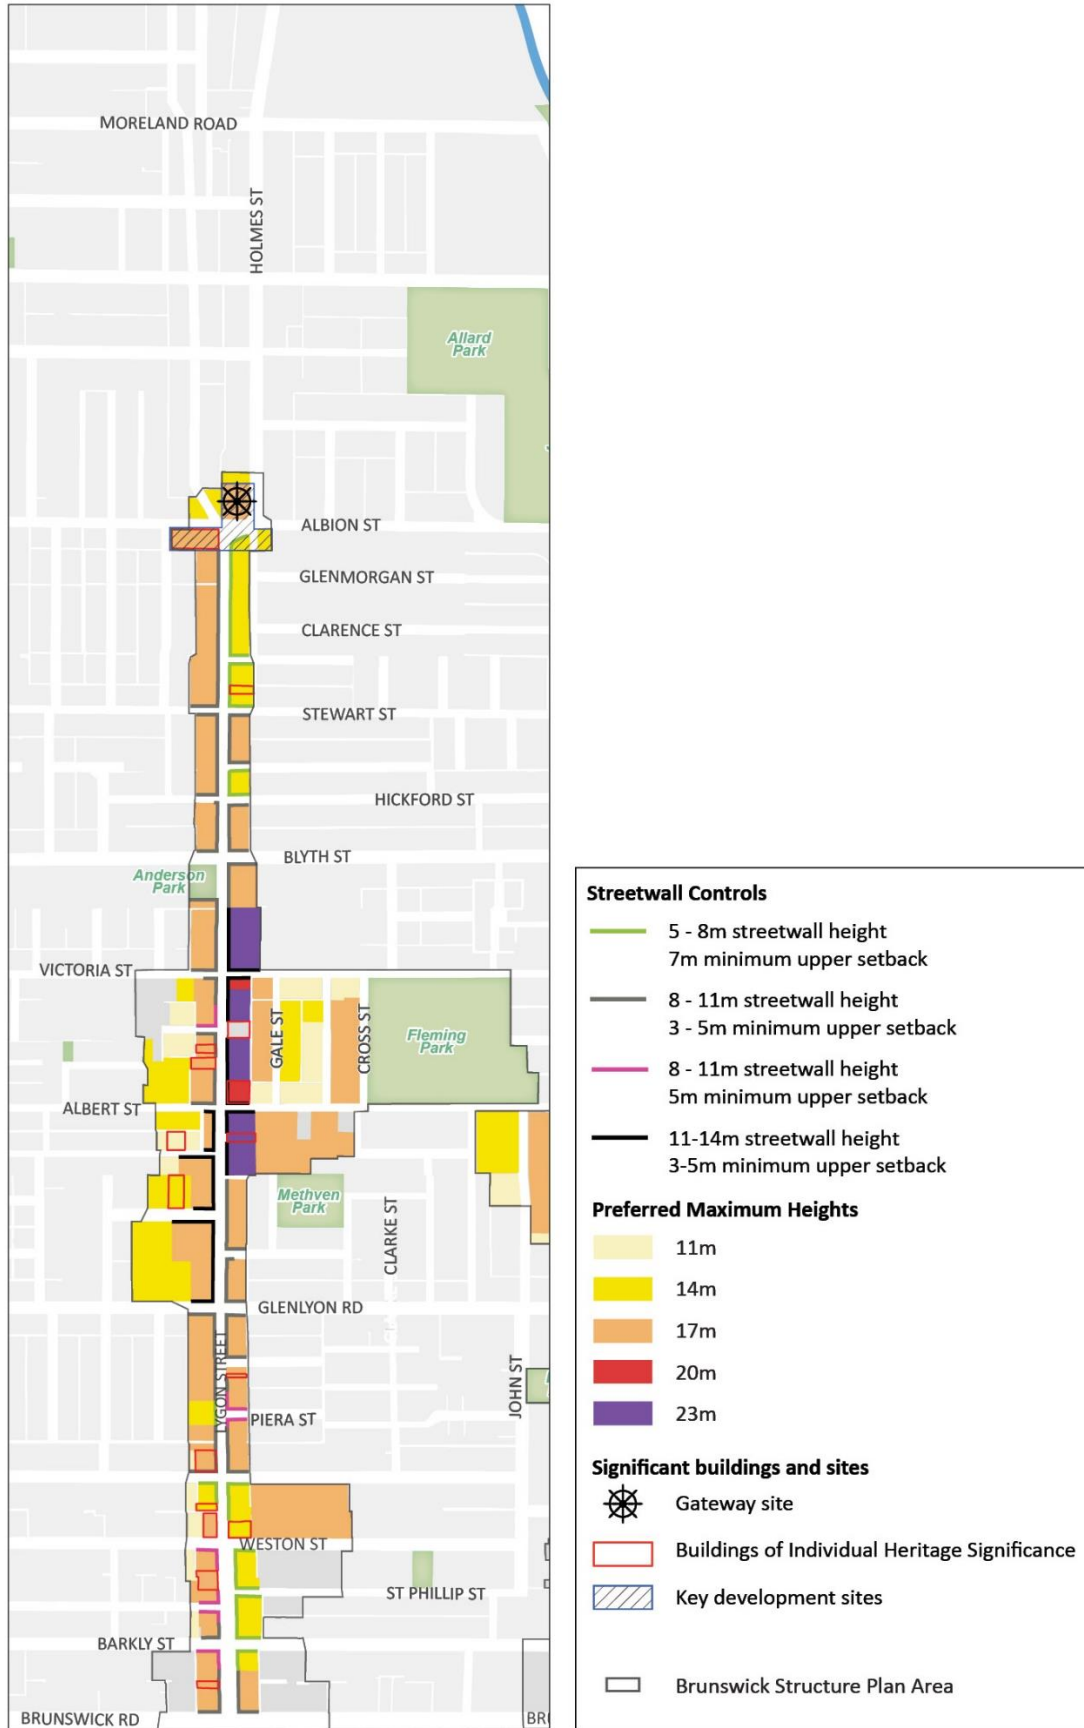 MORELAND ROAD
HOLMES ST
Allard
Park
ALBION ST
GLENMORGAN ST
CLARENCE ST
STEWART ST
HICKFORD ST
BLYTH ST
Anderson
Park
VICTORIA ST
GALE ST
CROSS ST
Fleming
Park
ALBERT ST
Methven
Park
CLARKE ST
GLENLYON RD
LYGON STREET
JOHN ST
PIERA ST
WESTON ST
ST PHILLIP ST
BARKLY ST
BRUNSWICK RD
BRU
Streetwall Controls
5 - 8m streetwall height
7m minimum upper setback
8 - 11m streetwall height
3 - 5m minimum upper setback
8 - 11m streetwall height
5m minimum upper setback
11-14m streetwall height
3-5m minimum upper setback
Preferred Maximum Heights
11m
14m
17m
20m
23m
Significant buildings and sites
Gateway site
Buildings of Individual Heritage Significance
Key development sites
Brunswick Structure Plan Area